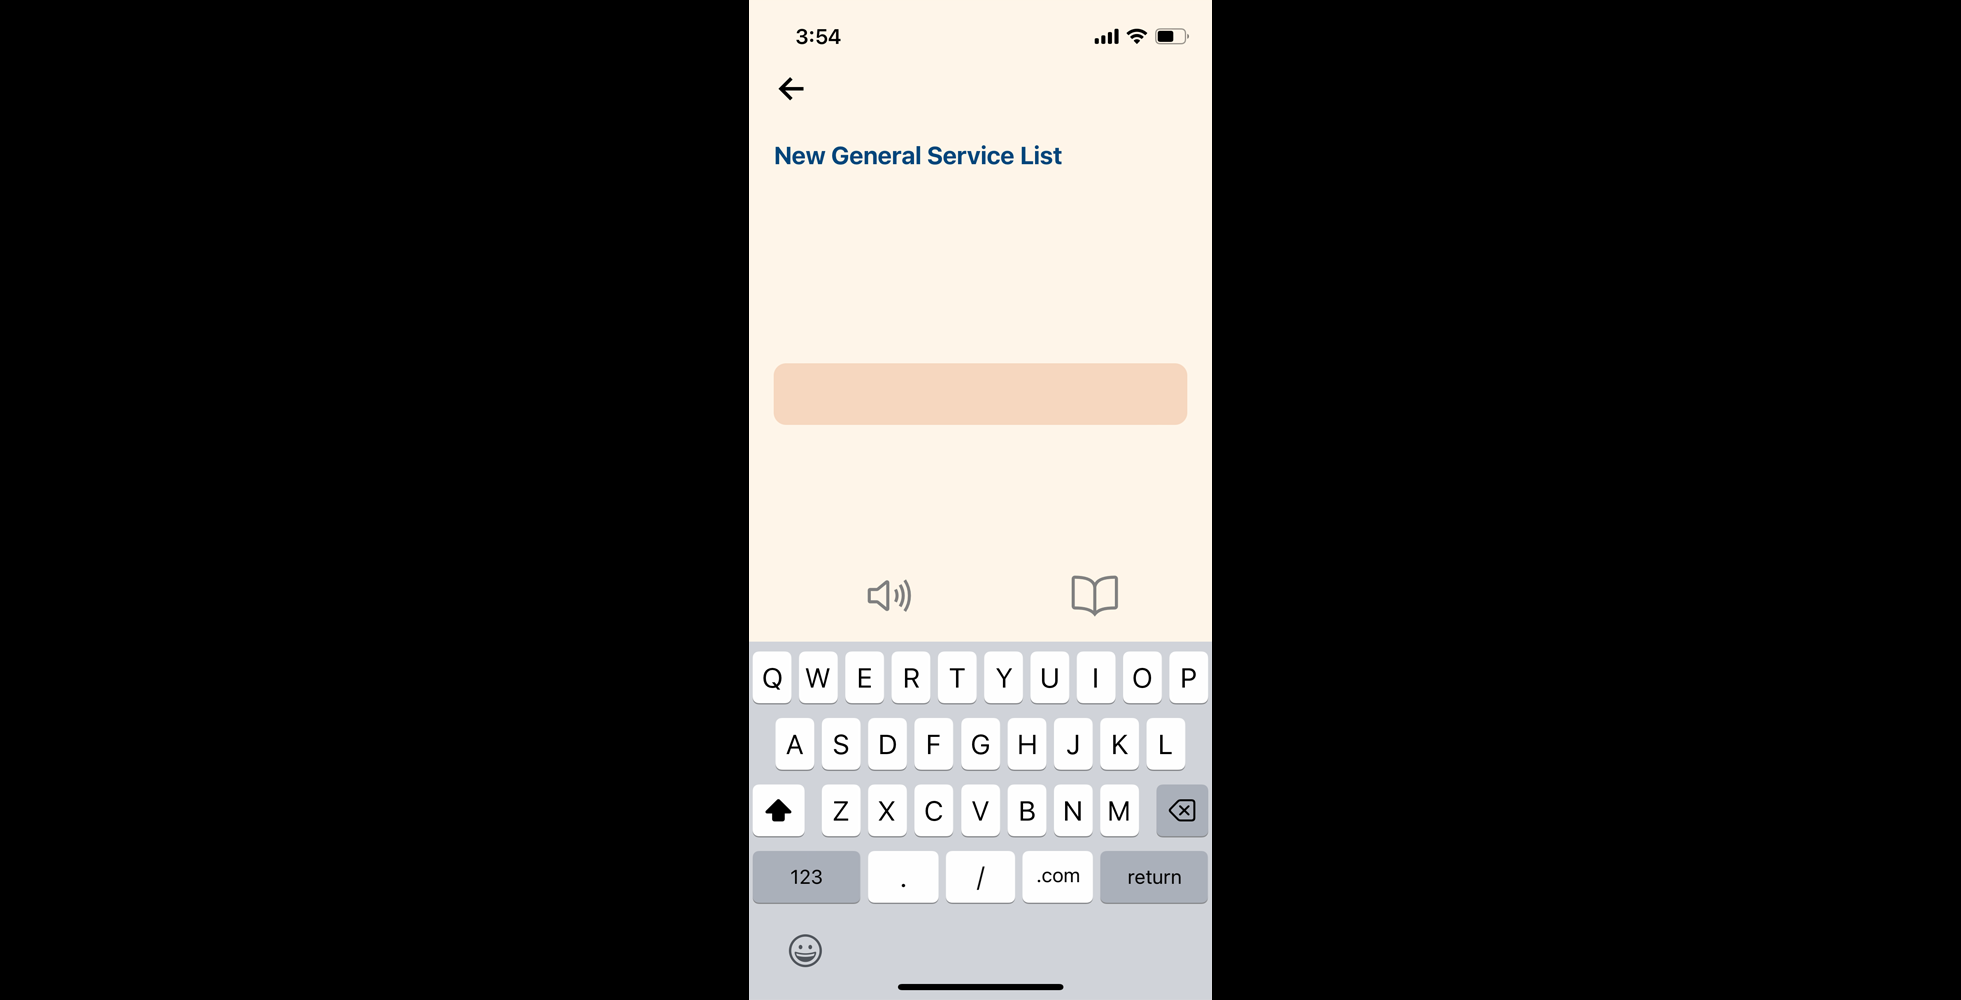 3:54
New General Service List
Q W E R T Y U I O P
A S D F G H J K L
Z X C V B N M
123 . / .com return